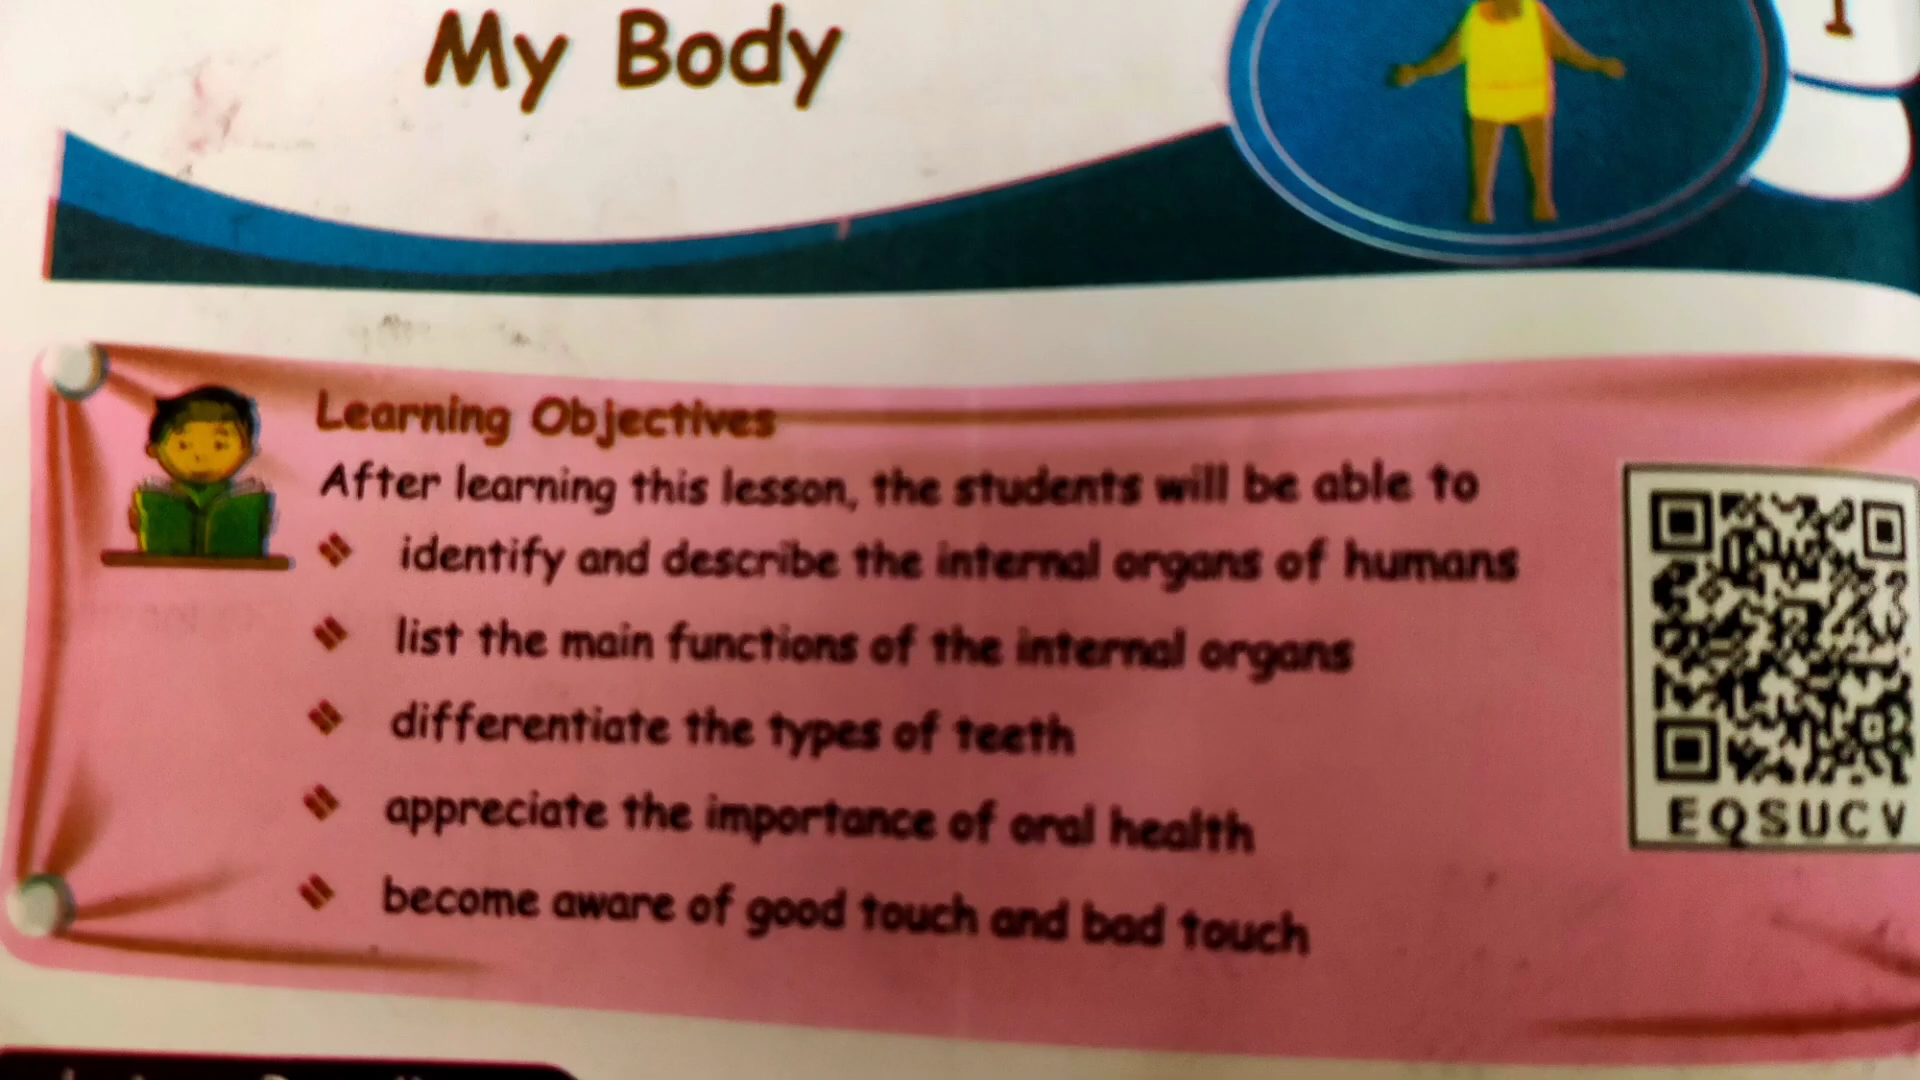 My Body
1
Learning Objectives
After learning this lesson, the students will be able to
identify and describe the internal organs of humans
list the main functions of the internal organs
differentiate the types of teeth
appreciate the importance of oral health
become aware of good touch and bad touch
EQSUCV